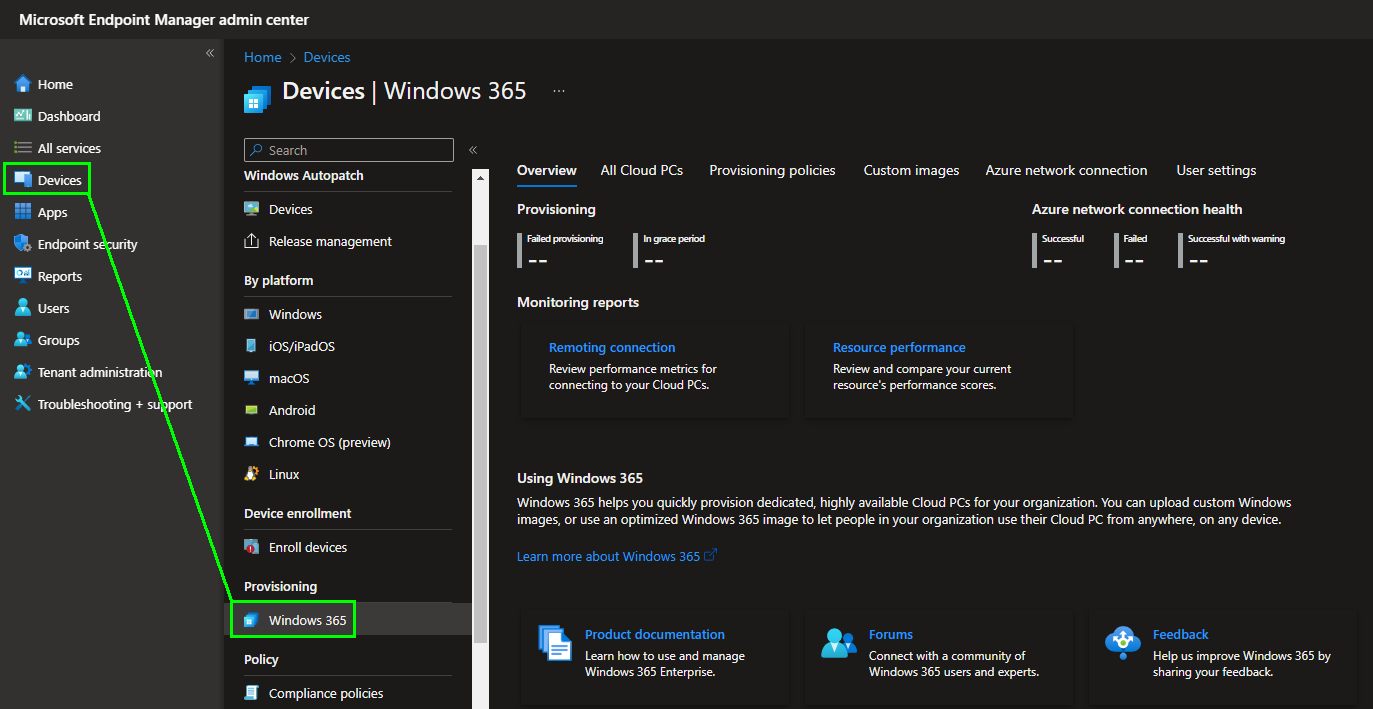 Microsoft Endpoint Manager admin center
Home
Dashboard
All services
Devices
Apps
Endpoint security
Reports
Users
Groups
Tenant administration
Troubleshooting + support
Home > Devices
Devices | Windows 365 ...
Search
Windows Autopatch
Devices
Release management
By platform
Windows
iOS/iPadOS
macOS
Android
Chrome OS (preview)
Linux
Device enrollment
Enroll devices
Provisioning
Windows 365
Policy
Compliance policies
Overview All Cloud PCs Provisioning policies Custom images Azure network connection User settings
Provisioning
Failed provisioning In grace period
-- --
Azure network connection health
Successful Failed Successful with warning
-- -- --
Monitoring reports
Remoting connection
Review performance metrics for
connecting to your Cloud PCs.
Resource performance
Review and compare your current
resource's performance scores.
Using Windows 365
Windows 365 helps you quickly provision dedicated, highly available Cloud PCs for your organization. You can upload custom Windows
images, or use an optimized Windows 365 image to let people in your organization use their Cloud PC from anywhere, on any device.
Learn more about Windows 365
Product documentation
Learn how to use and manage
Windows 365 Enterprise.
Forums
Connect with a community of
Windows 365 users and experts.
Feedback
Help us improve Windows 365 by
sharing your feedback.